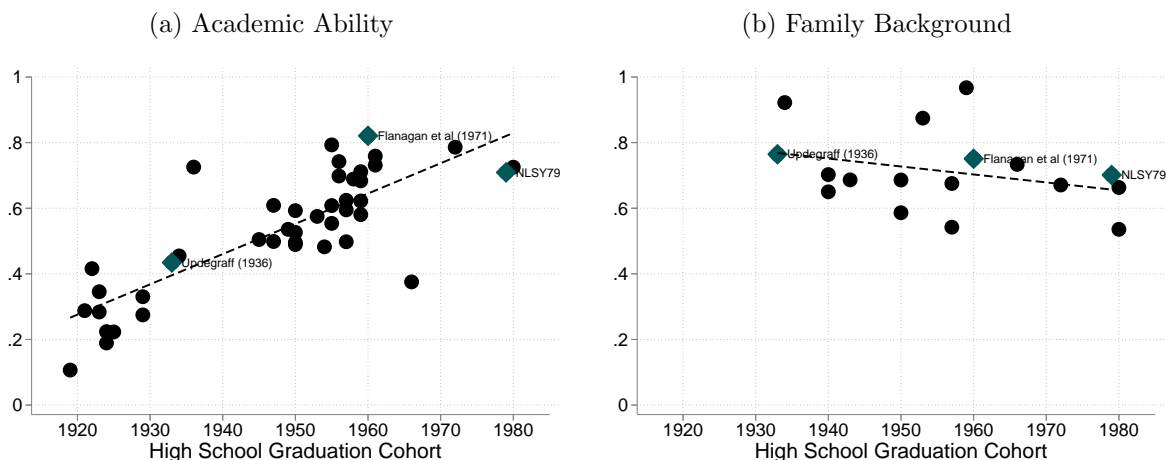 (a) Academic Ability
1
.8
.6
.4
.2
0
1920 1930 1940 1950 1960 1970 1980
High School Graduation Cohort
Flanagan et al (1971)
NLSY79
Updegraff (1936)
(b) Family Background
1
.8
.6
.4
.2
0
1920 1930 1940 1950 1960 1970 1980
High School Graduation Cohort
Updegraff (1936)
Flanagan et al (1971)
NLSY79